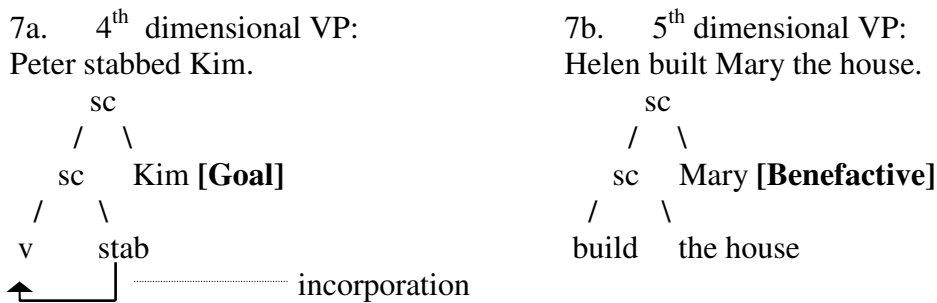 7a. 4th dimensional VP: 7b. 5th dimensional VP:
Peter stabbed Kim. Helen built Mary the house.
sc sc
/ \ / \
sc Kim [Goal] sc Mary [Benefactive]
/ \ / \
v stab build the house
incorporation